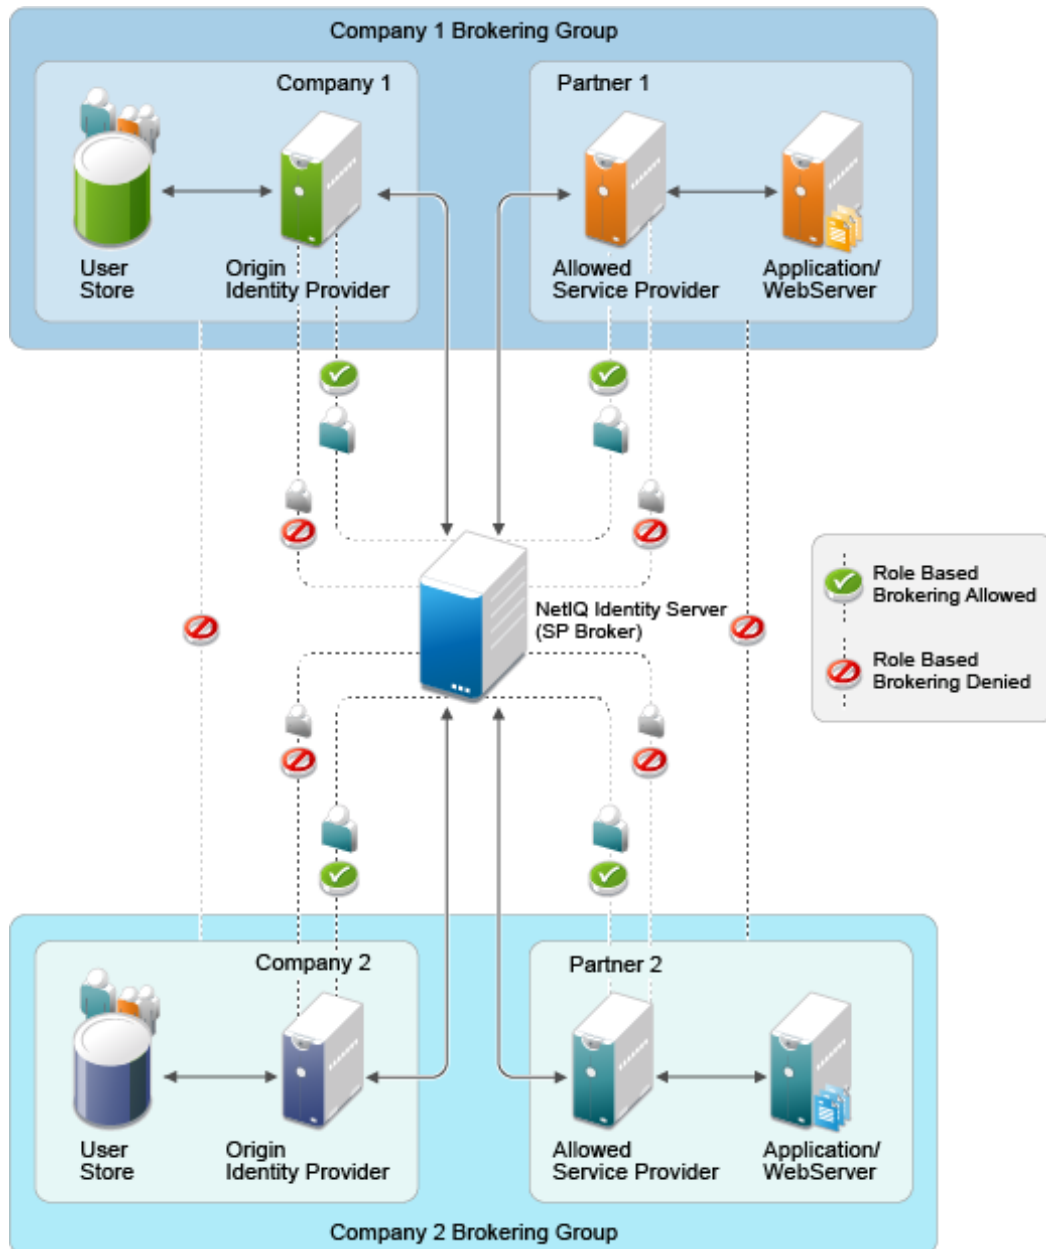 Company 1 Brokering Group
Company 1
Partner 1
User
Store
Origin
Identity Provider
Allowed
Service Provider
Application/
WebServer
NetIQ Identity Server
(SP Broker)
Role Based
Brokering Allowed
Role Based
Brokering Denied
Company 2
Partner 2
User
Store
Origin
Identity Provider
Allowed
Service Provider
Application/
WebServer
Company 2 Brokering Group